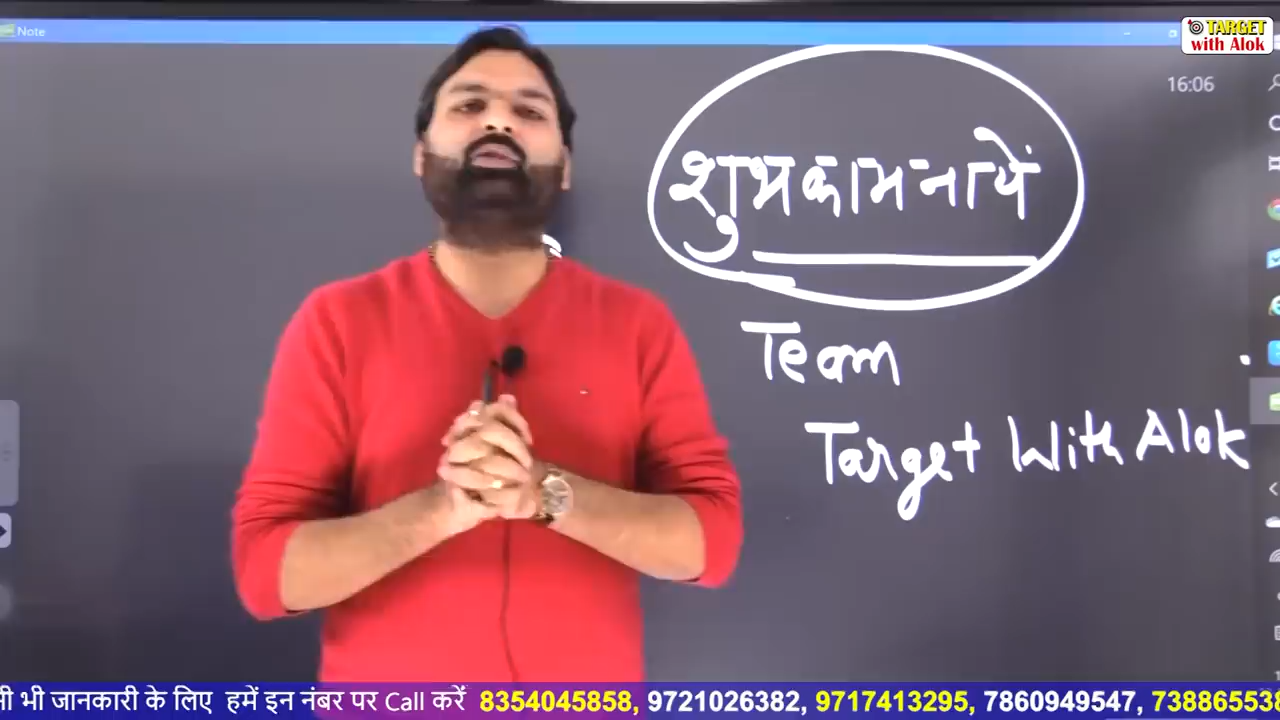 Note
TARGET
with Alok
16:06
शुभकामनायें
Team
Target With Alok
भी जानकारी के लिए हमें इन नंबर पर Call करें 8354045858, 9721026382, 9717413295, 7860949547,